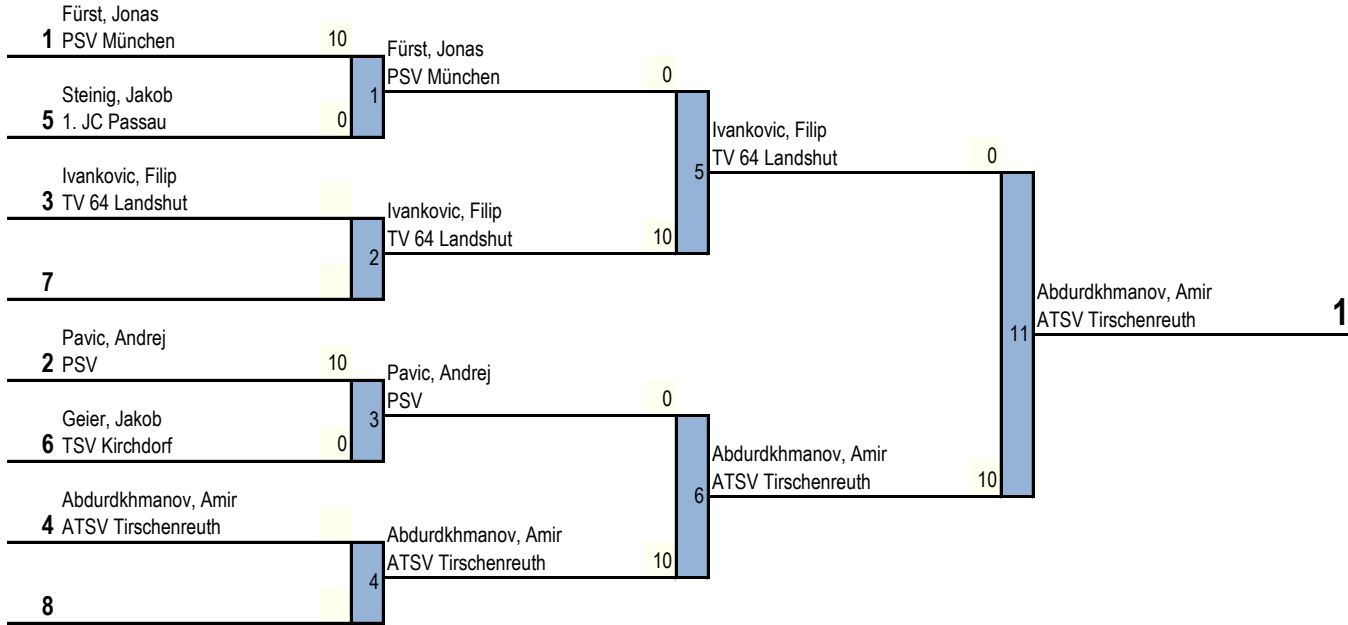 Fürst, Jonas
1 PSV München 10
Fürst, Jonas
PSV München 0
1
Steinig, Jakob
5 1. JC Passau 0
Ivankovic, Filip
TV 64 Landshut 0
5
Ivankovic, Filip
3 TV 64 Landshut
Ivankovic, Filip
TV 64 Landshut 10
2
7
Abdurdkhmanov, Amir
ATSV Tirschenreuth 1
11
Pavic, Andrej
2 PSV 10
Pavic, Andrej
PSV 0
3
Geier, Jakob
6 TSV Kirchdorf 0
Abdurdkhmanov, Amir
ATSV Tirschenreuth 10
6
Abdurdkhmanov, Amir
4 ATSV Tirschenreuth
Abdurdkhmanov, Amir
ATSV Tirschenreuth 10
4
8